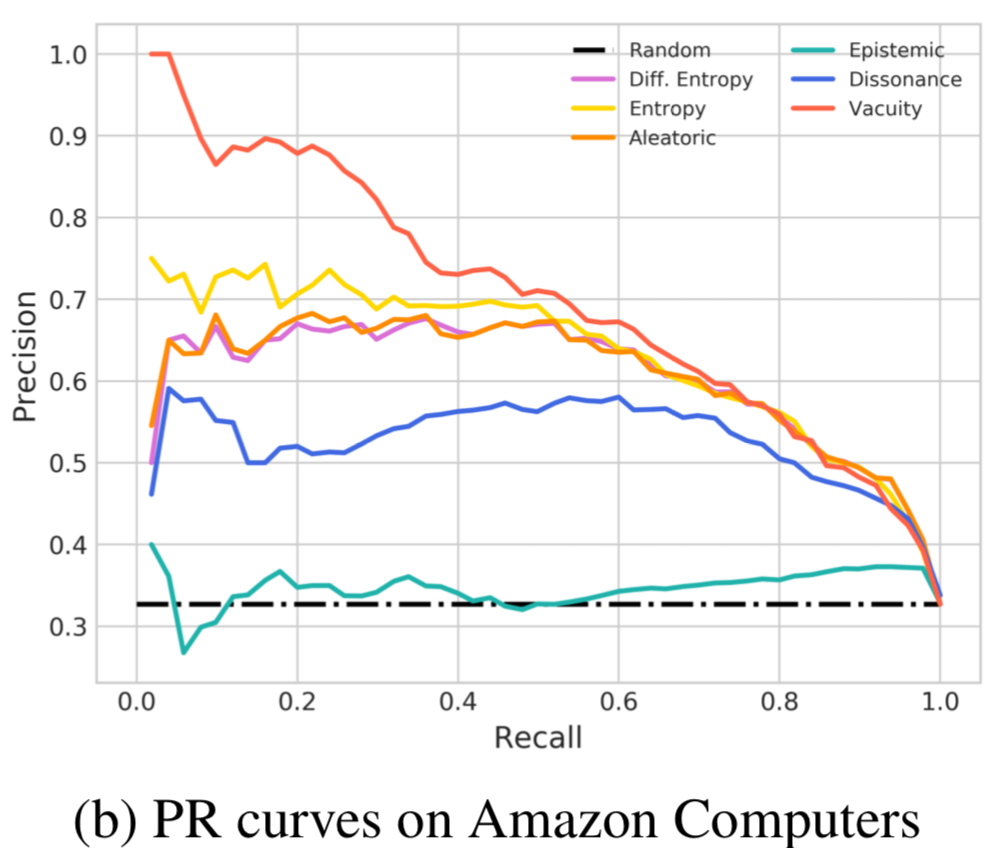 Precision
1.0
0.9
0.8
0.7
0.6
0.5
0.4
0.3
Random
Diff. Entropy
Entropy
Aleatoric
Epistemic
Dissonance
Vacuity
0.0 0.2 0.4 0.6 0.8 1.0
Recall
(b) PR curves on Amazon Computers